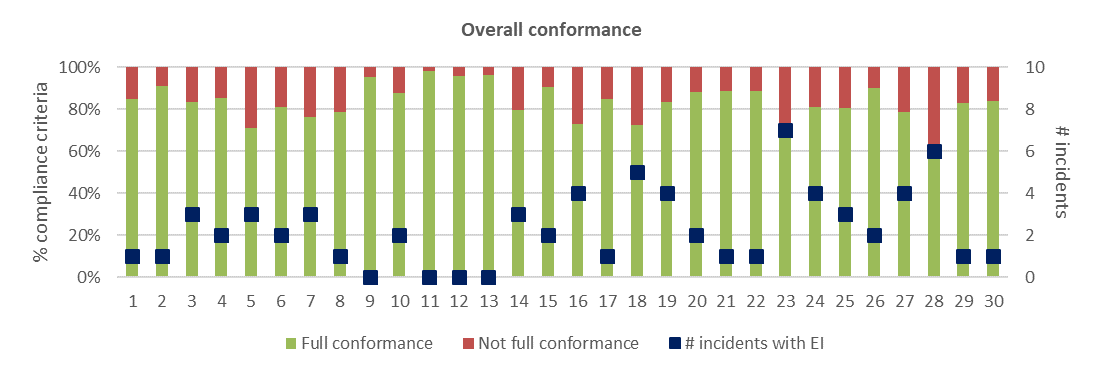 Overall conformance
% compliance criteria
100%
80%
60%
40%
20%
0%
10
8
6
4
2
0
# incidents
1 2 3 4 5 6 7 8 9 10 11 12 13 14 15 16 17 18 19 20 21 22 23 24 25 26 27 28 29 30
Full conformance Not full conformance # incidents with EI